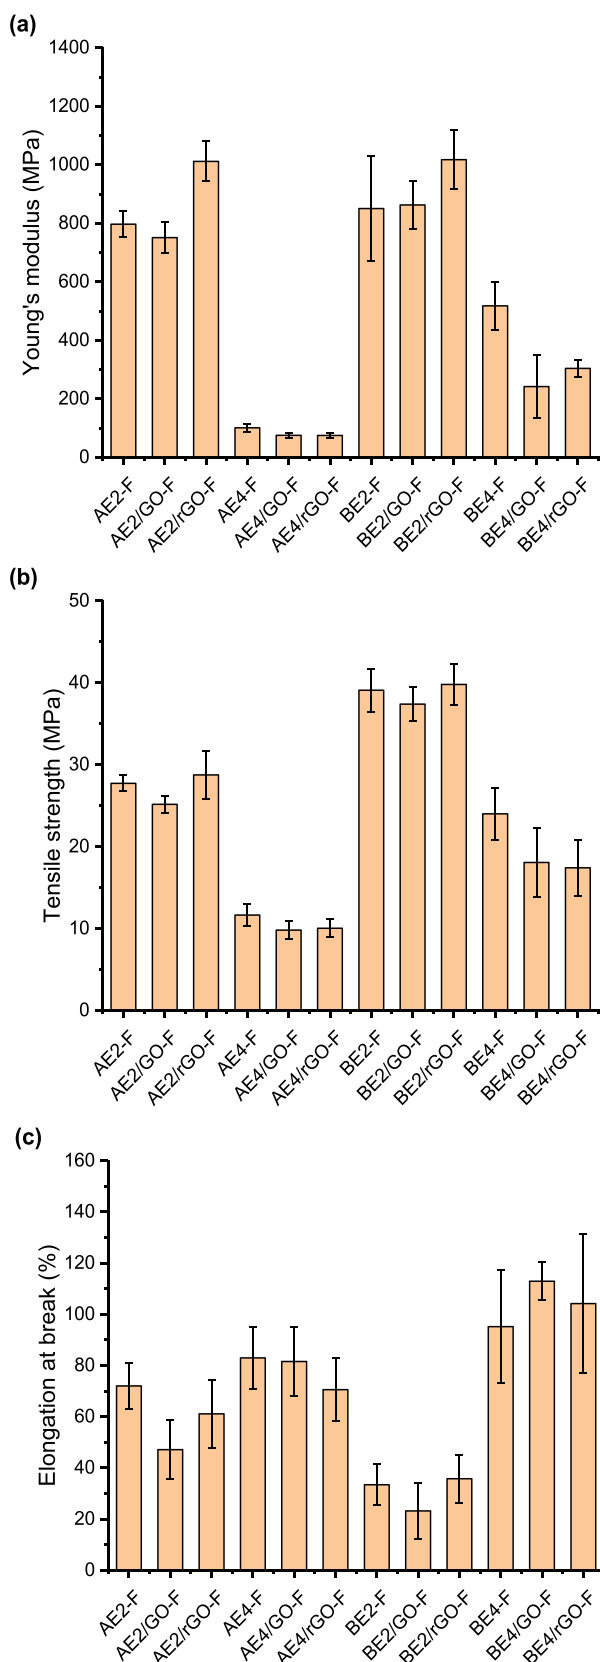 (a)
1400
1200
1000
800
600
400
200
0
Young's modulus (MPa)
AE2-F
AE2/GO-F
AE2/rGO-F
AE4-F
AE4/GO-F
AE4/rGO-F
BE2-F
BE2/GO-F
BE2/rGO-F
BE4-F
BE4/GO-F
BE4/rGO-F
(b)
50
40
30
20
10
0
Tensile strength (MPa)
AE2-F
AE2/GO-F
AE2/rGO-F
AE4-F
AE4/GO-F
AE4/rGO-F
BE2-F
BE2/GO-F
BE2/rGO-F
BE4-F
BE4/GO-F
BE4/rGO-F
(c)
160
140
120
100
80
60
40
20
0
Elongation at break (%)
AE2-F
AE2/GO-F
AE2/rGO-F
AE4-F
AE4/GO-F
AE4/rGO-F
BE2-F
BE2/GO-F
BE2/rGO-F
BE4-F
BE4/GO-F
BE4/rGO-F